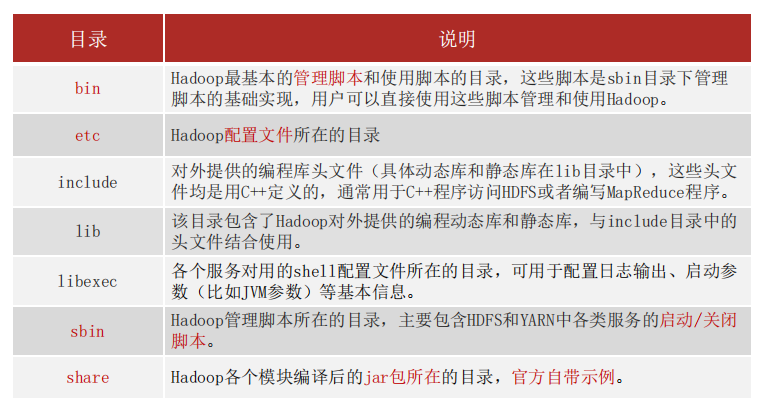 目录 说明
bin
Hadoop最基本的管理脚本和使用脚本的目录，这些脚本是sbin目录下管理
脚本的基础实现，用户可以直接使用这些脚本管理和使用Hadoop。
etc
Hadoop配置文件所在的目录
include
对外提供的编程库头文件（具体动态库和静态库在lib目录中），这些头文
件均是用C++定义的，通常用于C++程序访问HDFS或者编写MapReduce程序。
lib
该目录包含了Hadoop对外提供的编程动态库和静态库，与include目录中的
头文件结合使用。
libexec
各个服务对用的shell配置文件所在的目录，可用于配置日志输出、启动参
数（比如JVM参数）等基本信息。
sbin
Hadoop管理脚本所在的目录，主要包含HDFS和YARN中各类服务的启动/关闭
脚本。
share
Hadoop各个模块编译后的jar包所在的目录，官方自带示例。